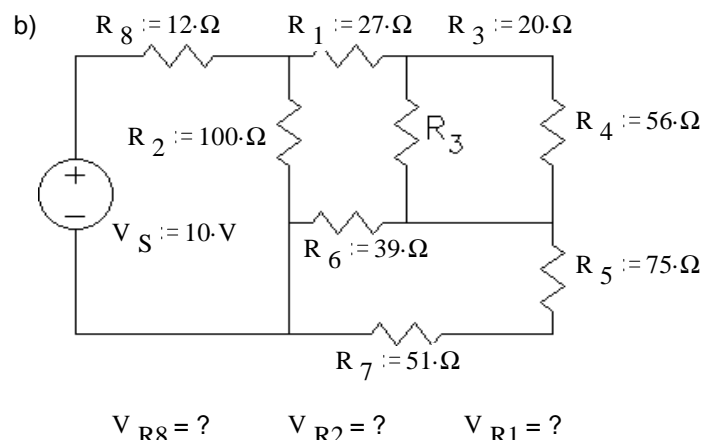 b) R 8 := 12·Ω R 1 := 27·Ω R 3 := 20·Ω
R 2 := 100·Ω R3 R 4 := 56·Ω
+
−
V S := 10·V R 6 := 39·Ω R 5 := 75·Ω
R 7 := 51·Ω
V R8 = ? V R2 = ? V R1 = ?